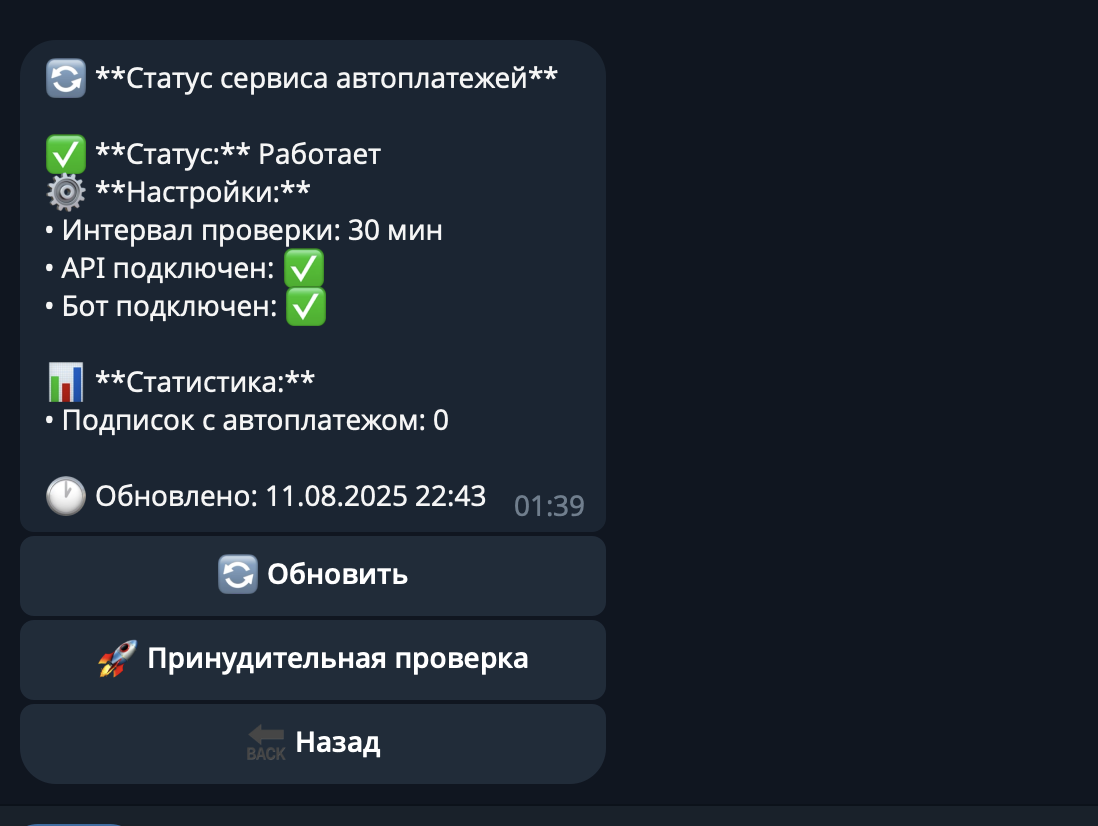 🔄 **Статус сервиса автоплатежей**
✅ **Статус:** Работает
⚙️ **Настройки:**
• Интервал проверки: 30 мин
• API подключен: ✅
• Бот подключен: ✅
📊 **Статистика:**
• Подписок с автоплатежом: 0
🕐 Обновлено: 11.08.2025 22:43 01:39
🔄 Обновить
🚀 Принудительная проверка
🔙 Назад